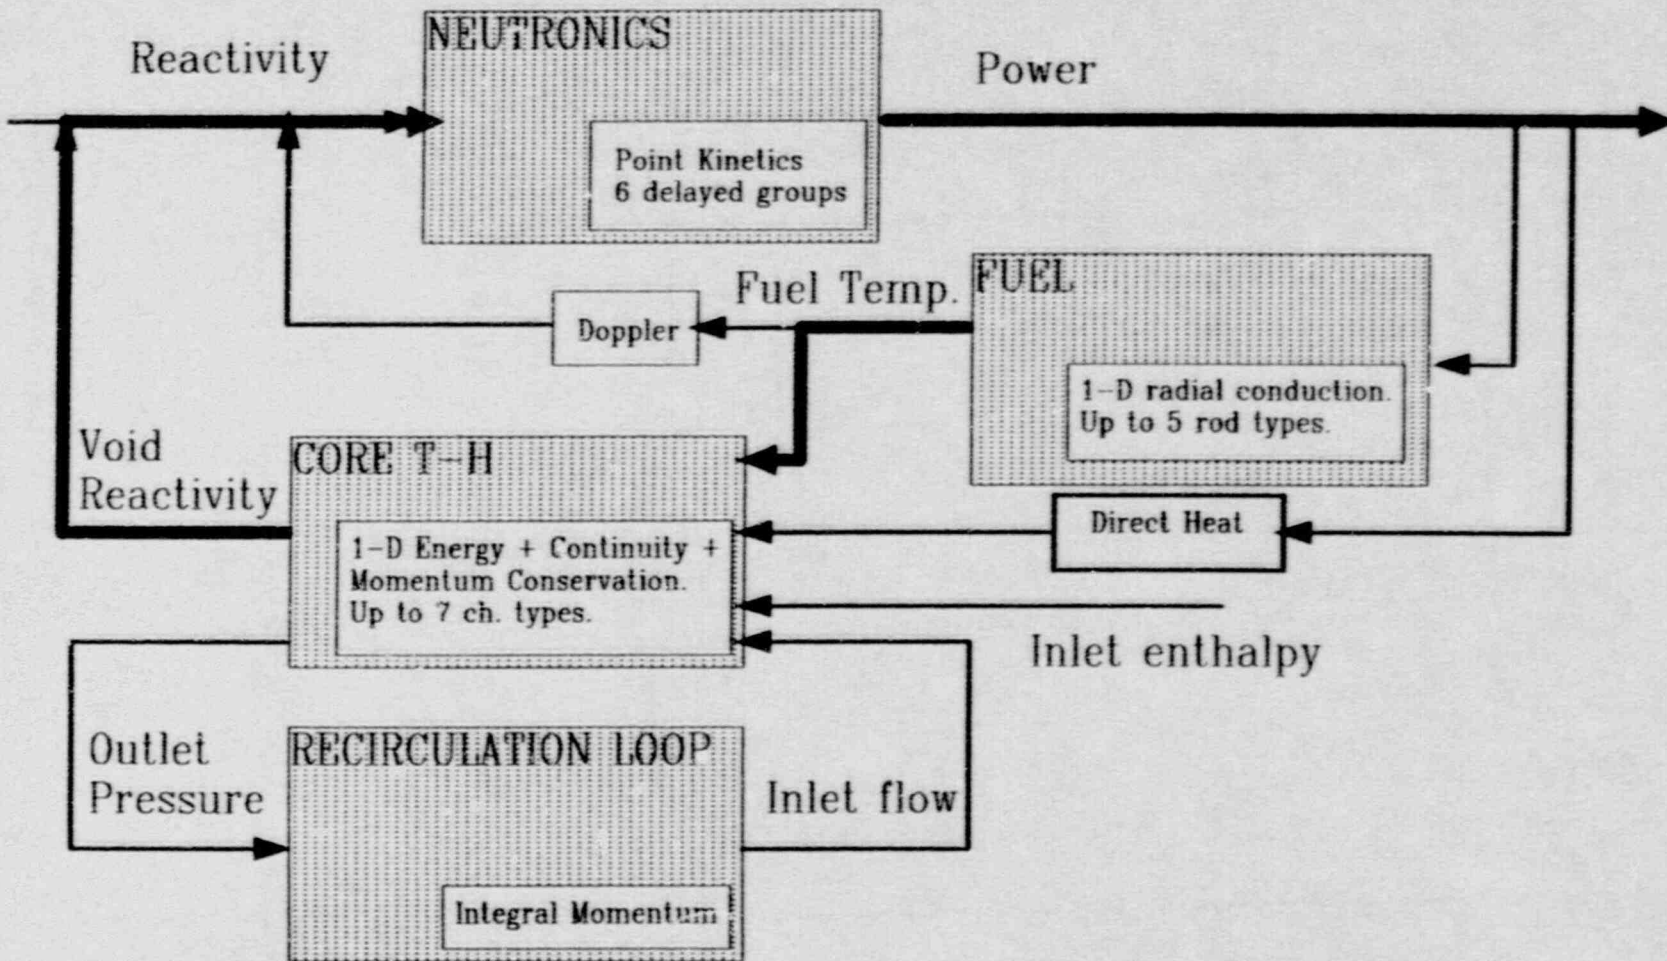 NEUTRONICS
Reactivity
Power
Point Kinetics
6 delayed groups
Fuel Temp.
FUEL
Doppler
1-D radial conduction.
Up to 5 rod types.
Void
Reactivity
CORE T-H
Direct Heat
1-D Energy + Continuity +
Momentum Conservation.
Up to 7 ch. types.
Inlet enthalpy
Outlet
Pressure
RECIRCULATION LOOP
Inlet flow
Integral Momentum